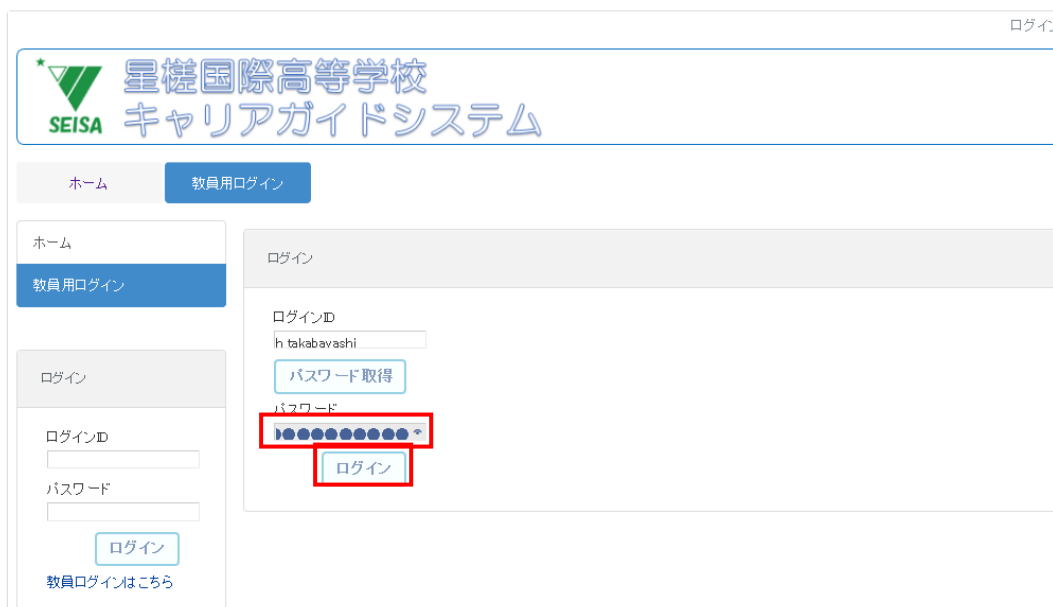 ログイン
SEISA
星槎国際高等学校
キャリアガイドシステム
ホーム 教員用ログイン
ホーム
教員用ログイン
ログイン
ログインID
h takabayashi
パスワード取得
パスワード
ログイン
ログイン
ログインID
パスワード
ログイン
教員ログインはこちら